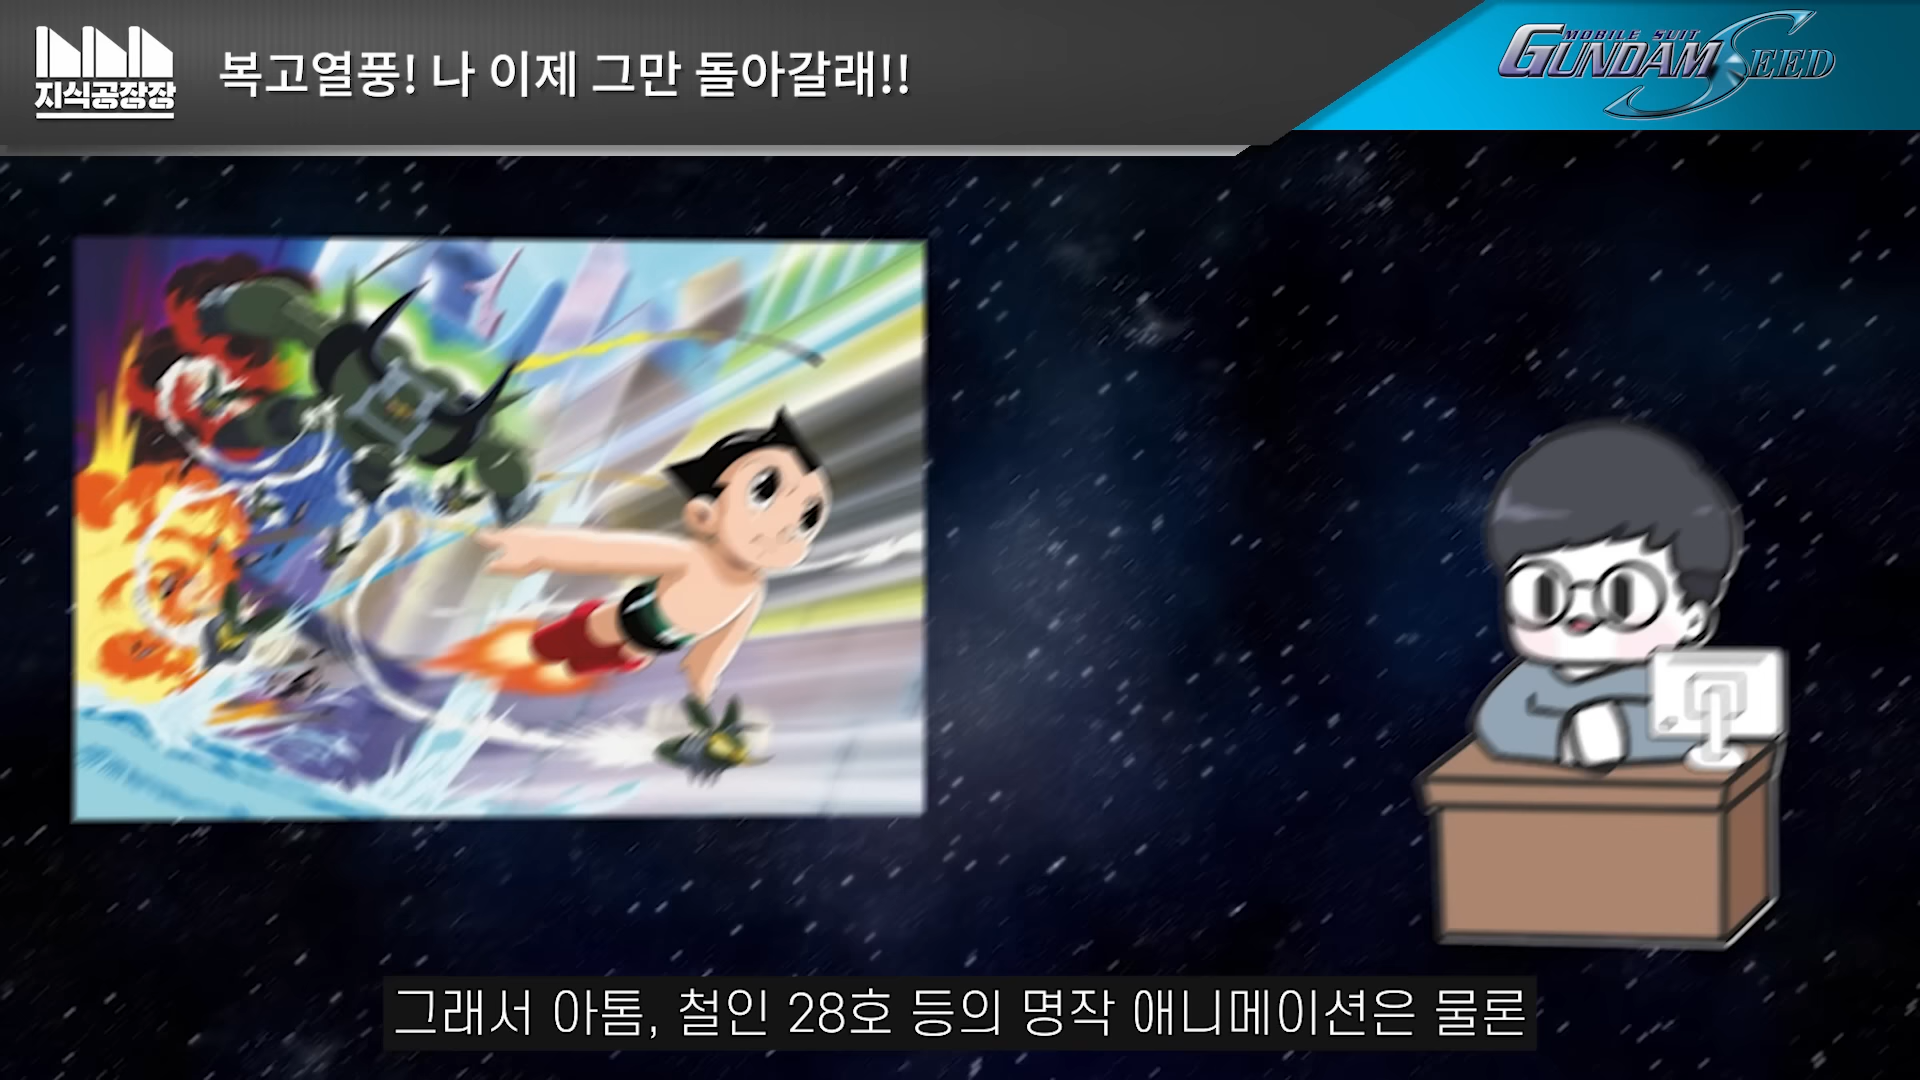 지식공장장
복고열풍! 나 이제 그만 돌아갈래!!
MOBILE SUIT
GUNDAM SEED
그래서 아톰, 철인 28호 등의 명작 애니메이션은 물론